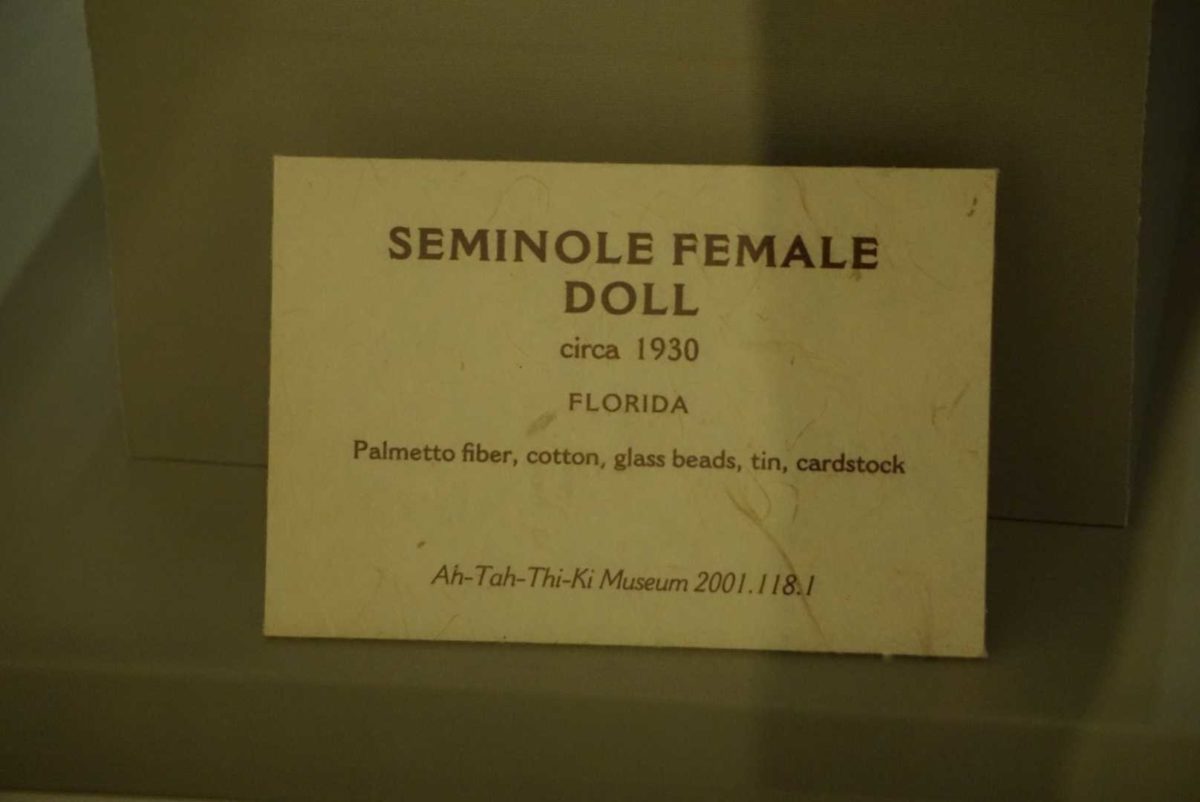 SEMINOLE FEMALE
DOLL
circa 1930
FLORIDA
Palmetto fiber, cotton, glass beads, tin, cardstock
Ah-Tah-Thi-Ki Museum 2001.118.1